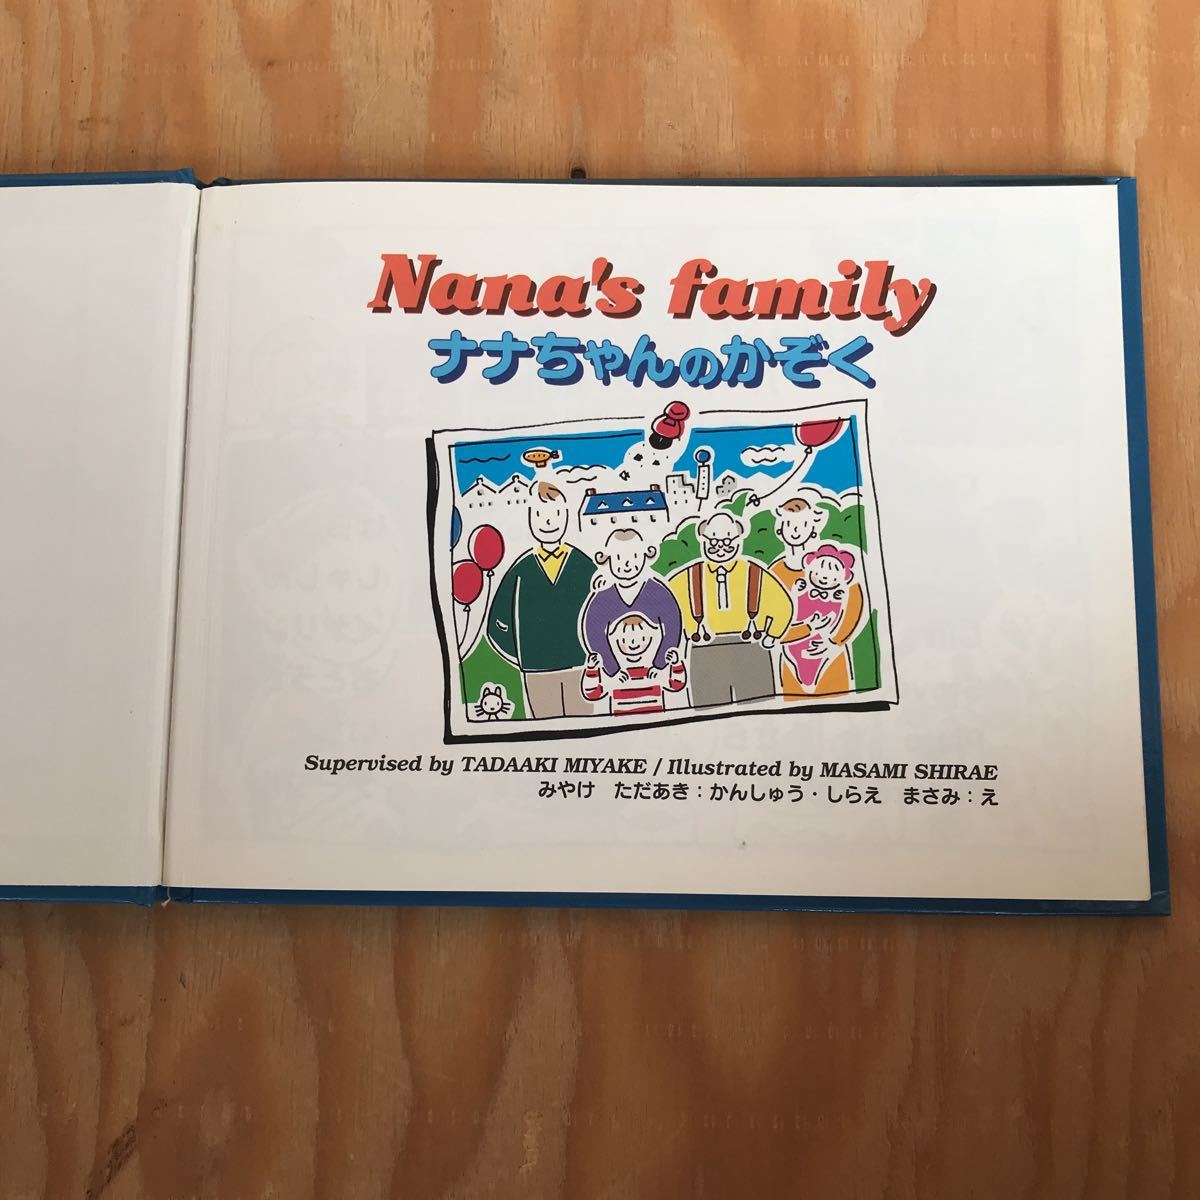 Nana's family
ナナちゃんのかぞく
Supervised by TADAAKI MIYAKE / Illustrated by MASAMI SHIRAE
みやけ　ただあき：かんしゅう・しらえ　まさみ：え